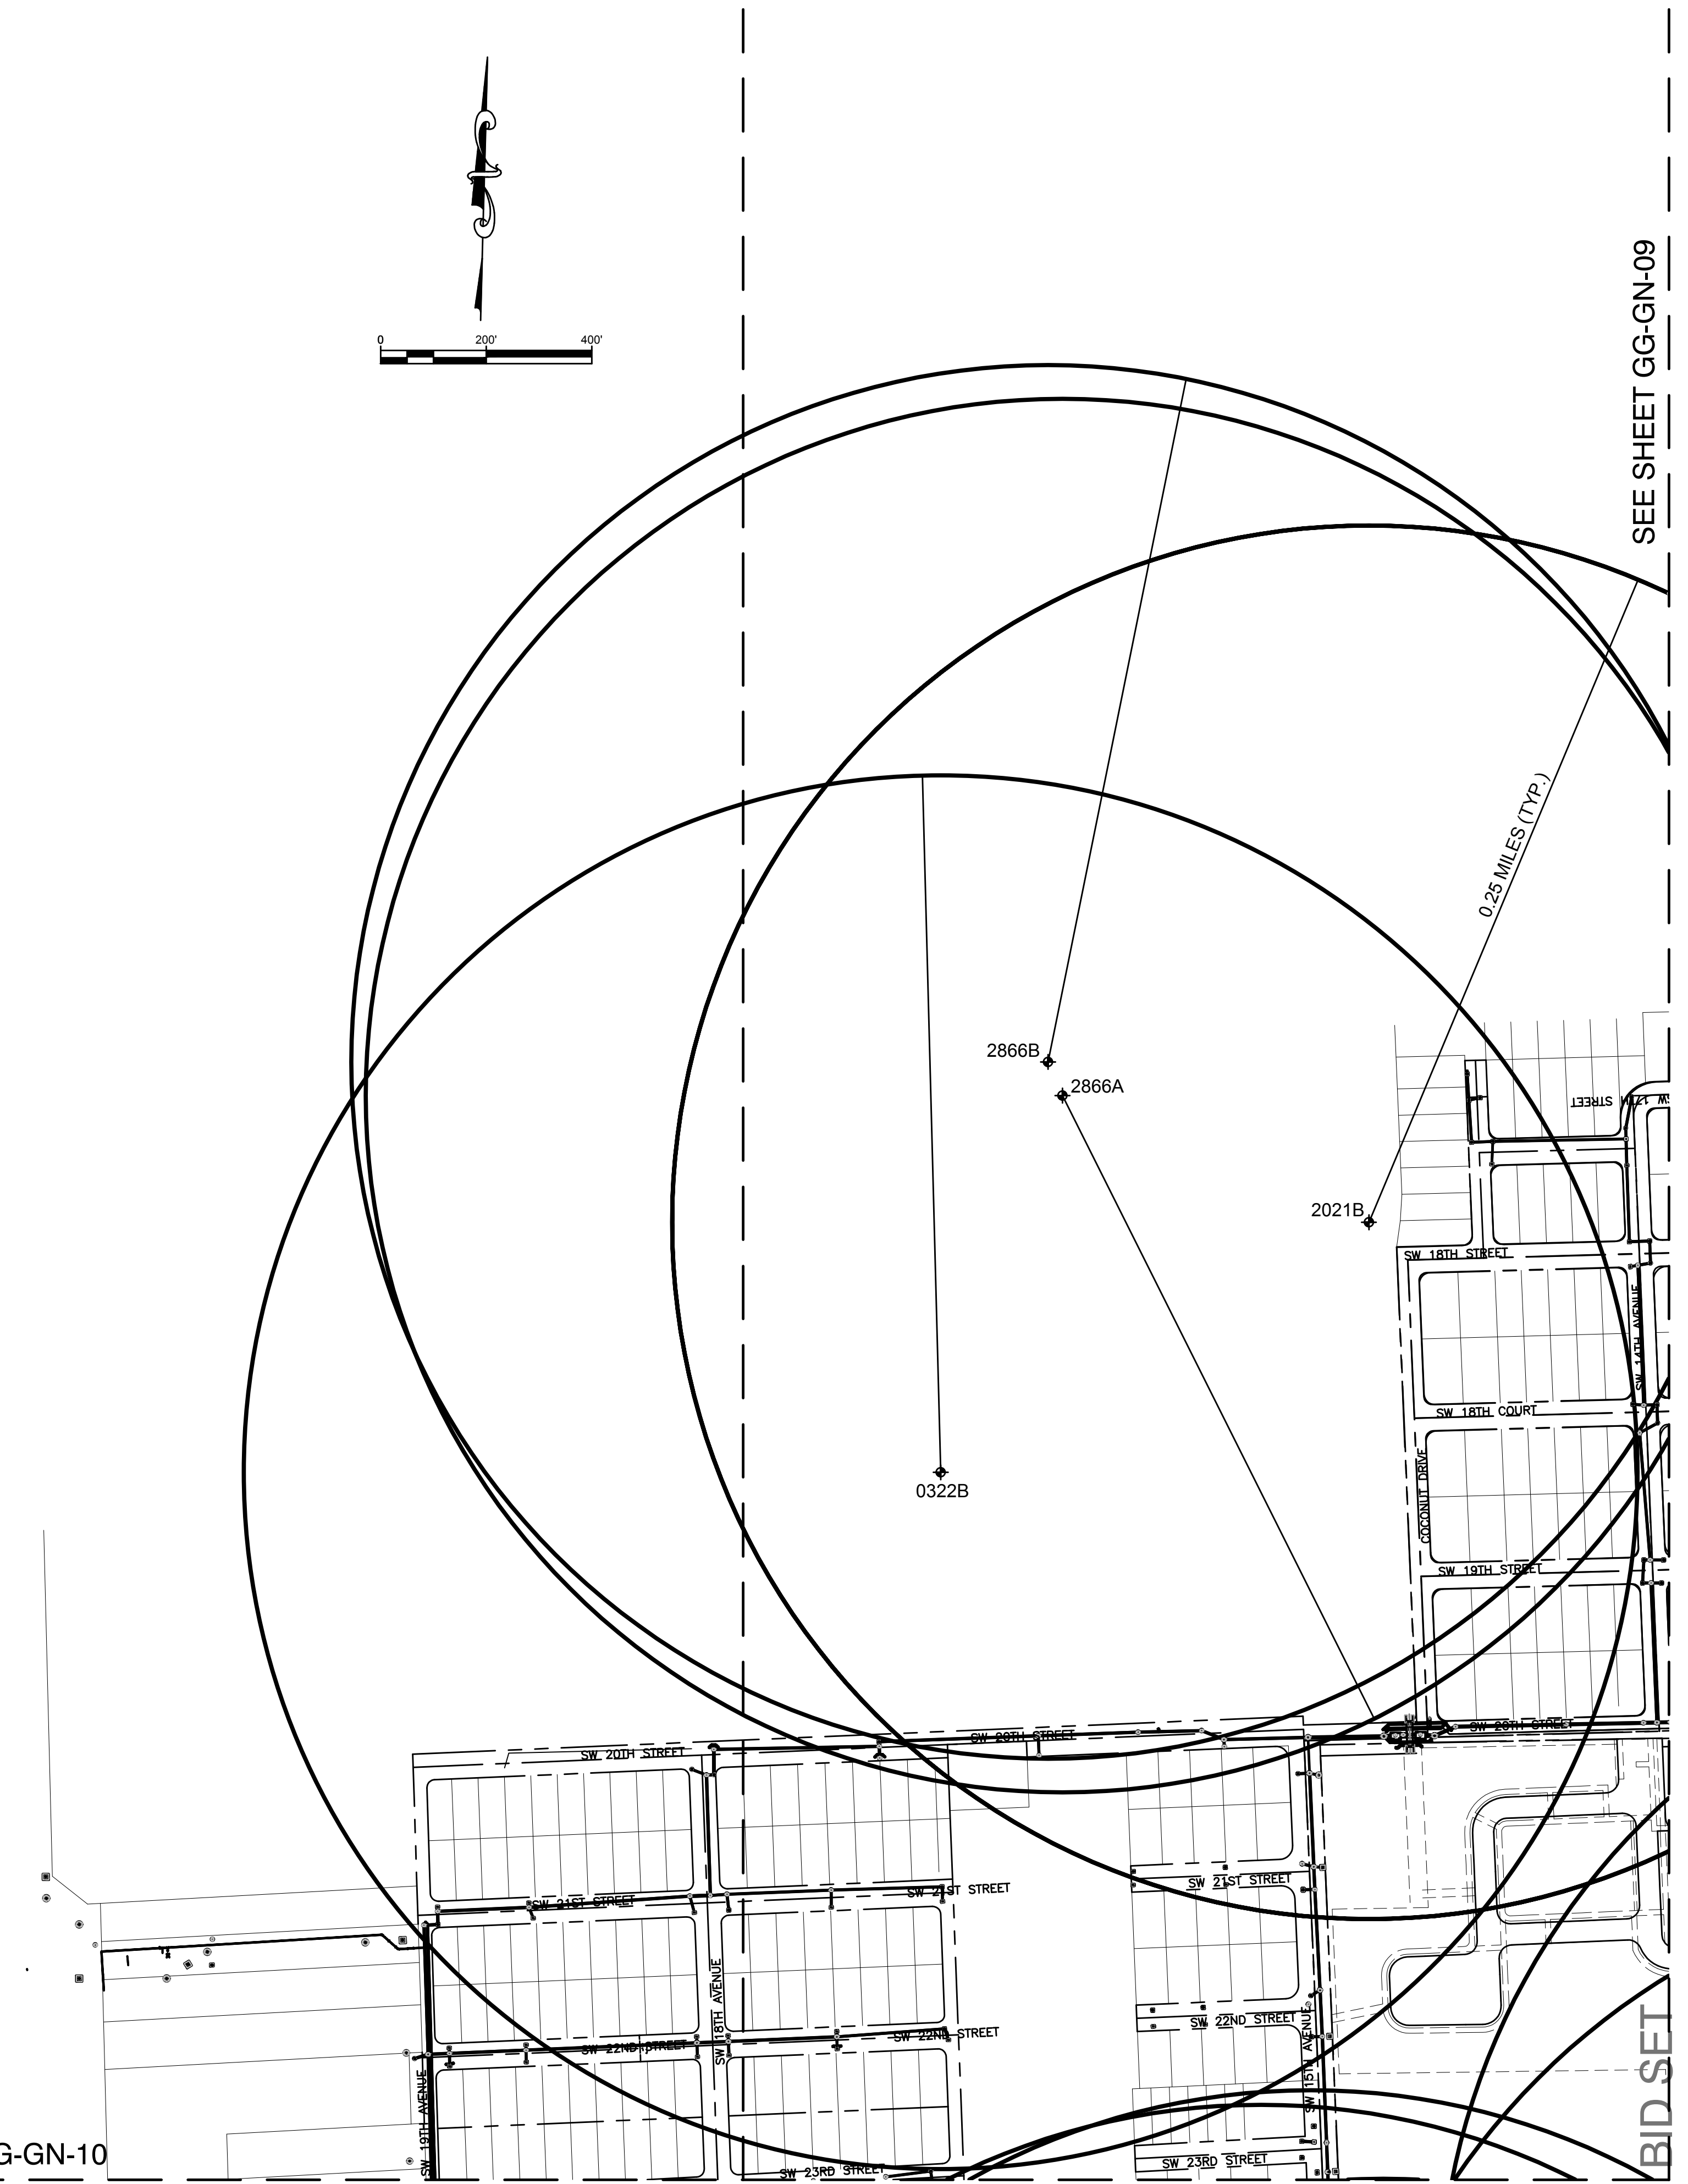 0 200' 400'
SEE SHEET GG-GN-09
0.25 MILES (TYP.)
2866B
2866A
SW 17TH STREET
2021B
SW 18TH STREET
SW 14TH AVENUE
SW 18TH COURT
COCONUT DRIVE
0322B
SW 19TH STREET
SW 20TH STREET
SW 20TH STREET
SW 20TH STREET
SW 21ST STREET
SW 21ST STREET
SW 21ST STREET
SW 18TH AVENUE
SW 22ND STREET
SW 22ND STREET
SW 22ND STREET
SW 15TH AVENUE
SW 19TH AVENUE
G-GN-10
SW 23RD STREET
SW 23RD STREET
BID SET